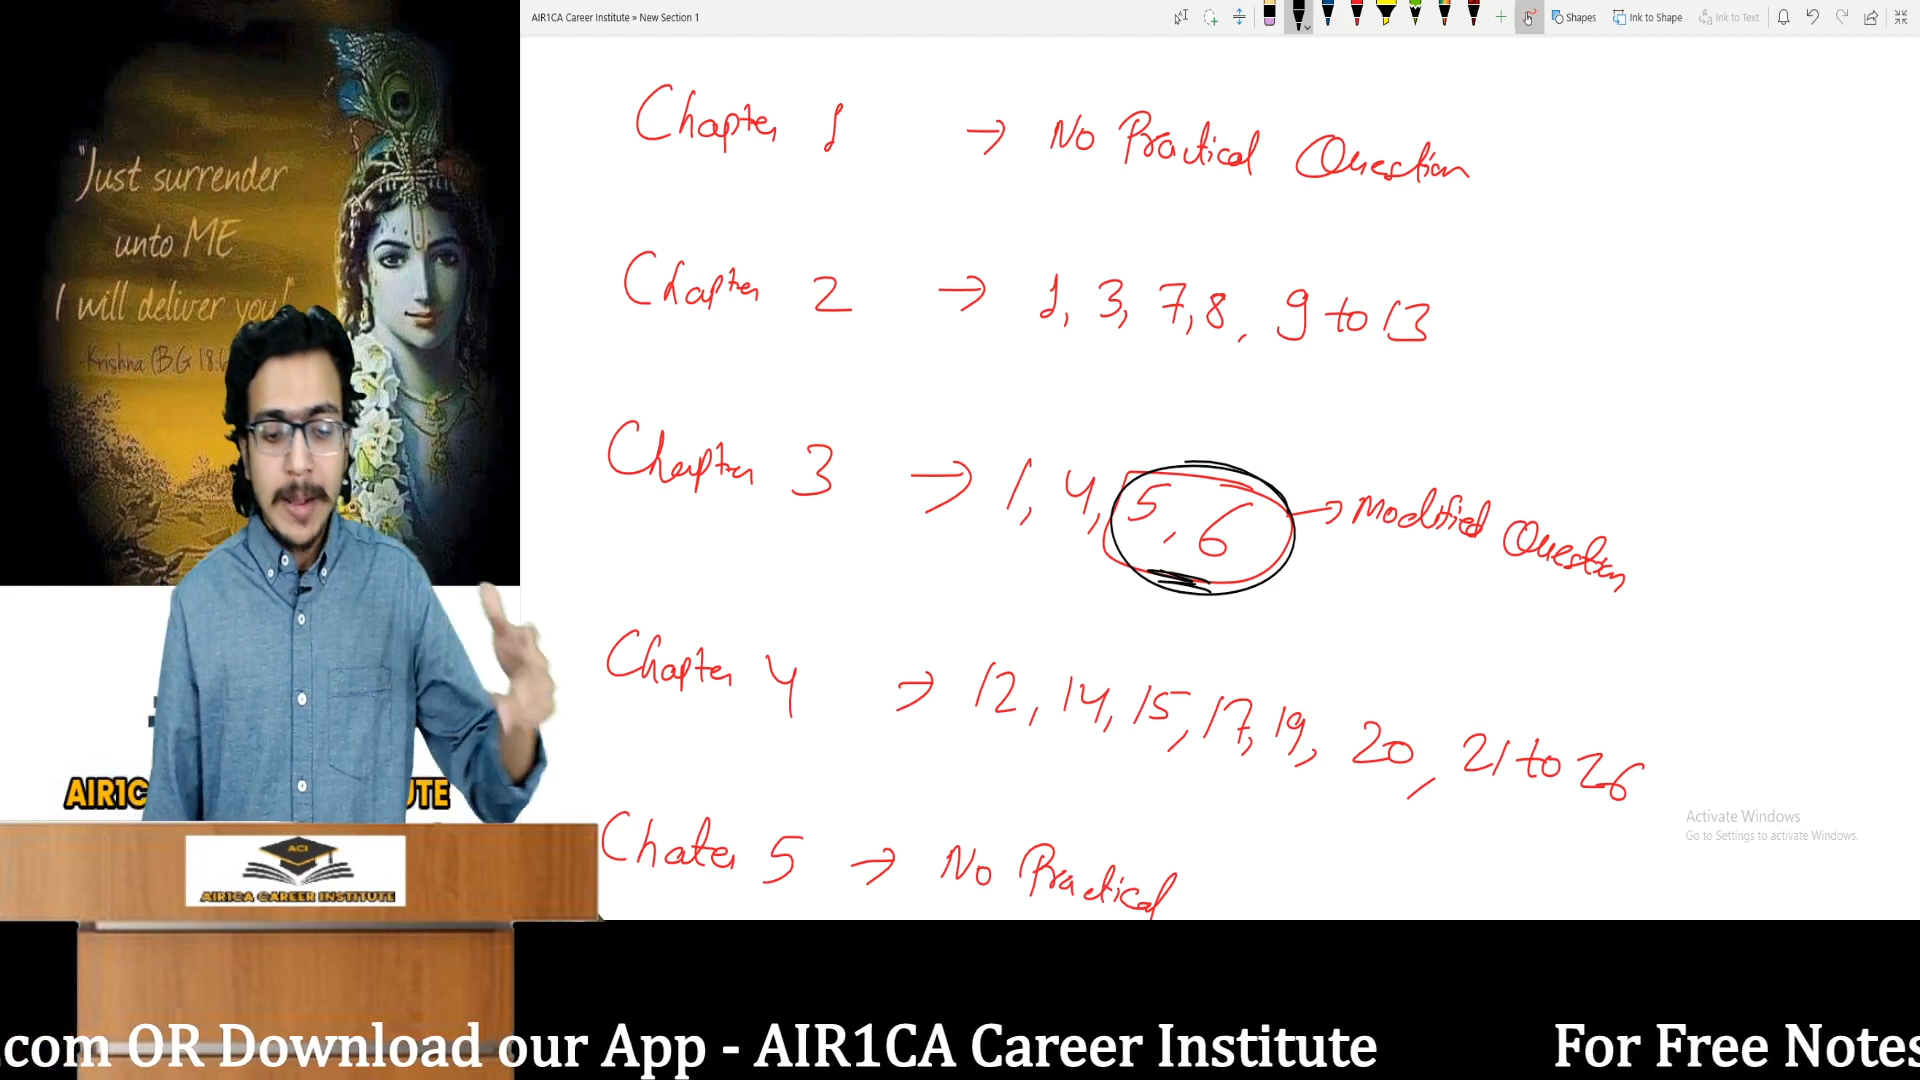 AIR1CA Career Institute » New Section 1
Shapes
Ink to Shape
Ink to Text
"Just surrender
unto ME
I will deliver you!"
Krishna (B.G 18.
Chapter 1 → No Practical Question
Chapter 2 → 1, 3, 7, 8, 9 to 13
Chapter 3 → 1, 4, 5, 6 → Modified Question
Chapter 4 → 12, 14, 15, 17, 19, 20, 21 to 26
Chater 5 → No Practical
Activate Windows
Go to Settings to activate Windows.
AIR1C UTE
ACI
AIR1CA CAREER INSTITUTE
.com OR Download our App - AIR1CA Career Institute For Free Notes